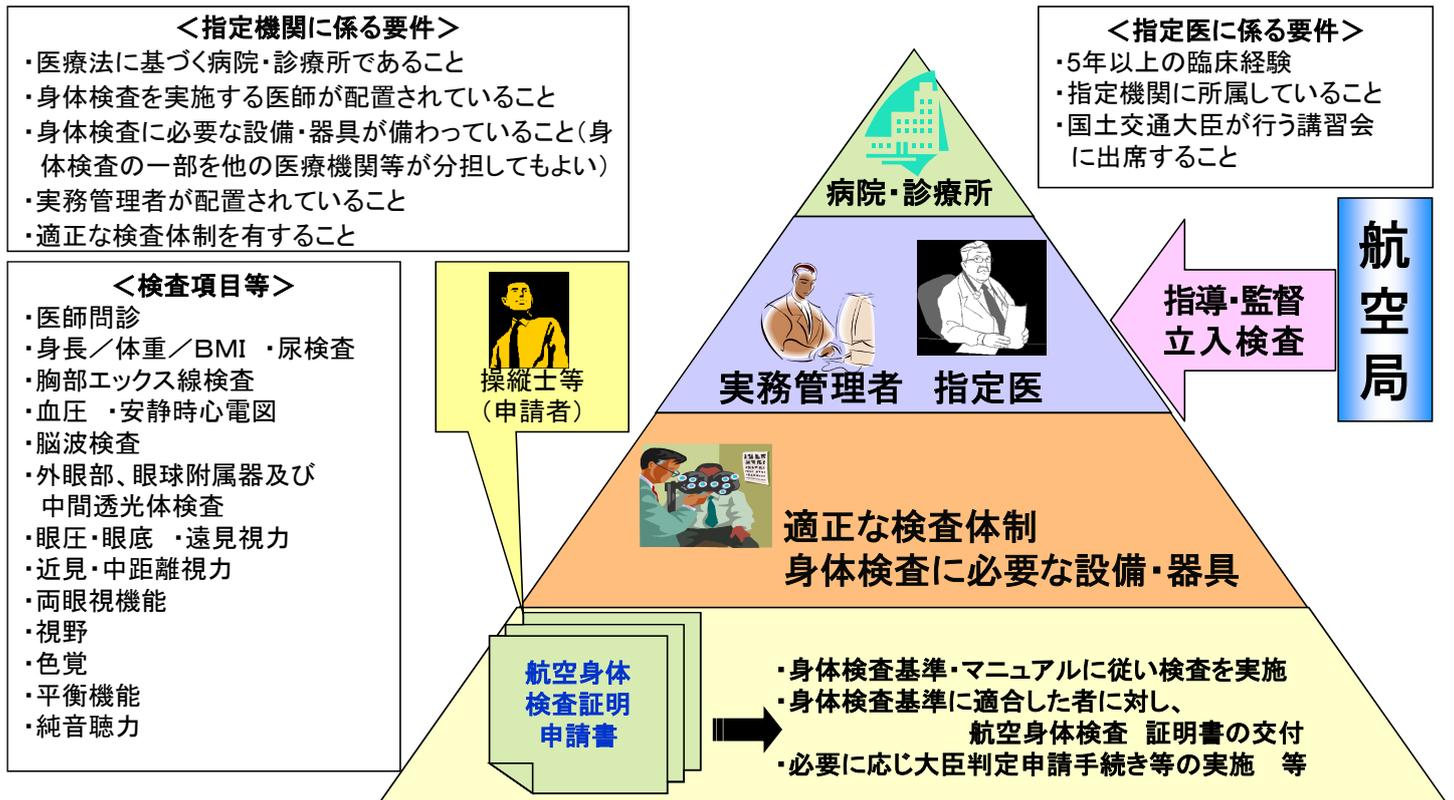 ＜指定機関に係る要件＞
・医療法に基づく病院・診療所であること
・身体検査を実施する医師が配置されていること
・身体検査に必要な設備・器具が備わっていること（身
体検査の一部を他の医療機関等が分担してもよい）
・実務管理者が配置されていること
・適正な検査体制を有すること
＜検査項目等＞
・医師問診
・身長／体重／ＢＭＩ　・尿検査
・胸部エックス線検査
・血圧　・安静時心電図
・脳波検査
・外眼部、眼球附属器及び
中間透光体検査
・眼圧・眼底　・遠見視力
・近見・中距離視力
・両眼視機能
・視野
・色覚
・平衡機能
・純音聴力
操縦士等
（申請者）
病院・診療所
実務管理者　指定医
適正な検査体制
身体検査に必要な設備・器具
航空身体
検査証明
申請書
・身体検査基準・マニュアルに従い検査を実施
・身体検査基準に適合した者に対し、
航空身体検査　証明書の交付
・必要に応じ大臣判定申請手続き等の実施　等
＜指定医に係る要件＞
・5年以上の臨床経験
・指定機関に所属していること
・国土交通大臣が行う講習会
に出席すること
指導・監督
立入検査
航空局